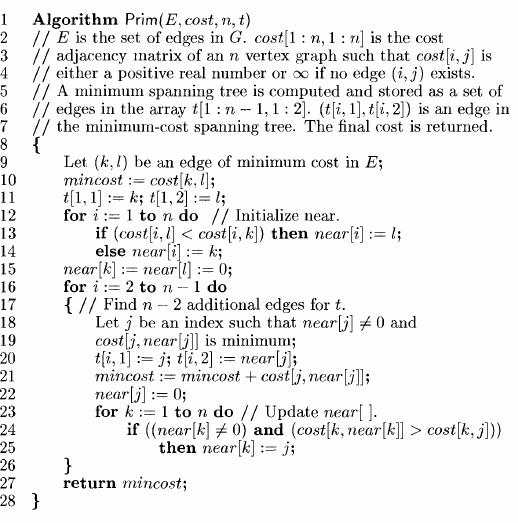 1 Algorithm Prim(E, cost, n, t)
2 // E is the set of edges in G. cost[1 : n, 1 : n] is the cost
3 // adjacency matrix of an n vertex graph such that cost[i, j] is
4 // either a positive real number or ∞ if no edge (i, j) exists.
5 // A minimum spanning tree is computed and stored as a set of
6 // edges in the array t[1 : n − 1, 1 : 2]. (t[i, 1], t[i, 2]) is an edge in
7 // the minimum-cost spanning tree. The final cost is returned.
8 {
9 Let (k, l) be an edge of minimum cost in E;
10 mincost := cost[k, l];
11 t[1, 1] := k; t[1, 2] := l;
12 for i := 1 to n do // Initialize near.
13 if (cost[i, l] < cost[i, k]) then near[i] := l;
14 else near[i] := k;
15 near[k] := near[l] := 0;
16 for i := 2 to n − 1 do
17 { // Find n − 2 additional edges for t.
18 Let j be an index such that near[j] ≠ 0 and
19 cost[j, near[j]] is minimum;
20 t[i, 1] := j; t[i, 2] := near[j];
21 mincost := mincost + cost[j, near[j]];
22 near[j] := 0;
23 for k := 1 to n do // Update near[ ].
24 if ((near[k] ≠ 0) and (cost[k, near[k]] > cost[k, j]))
25 then near[k] := j;
26 }
27 return mincost;
28 }